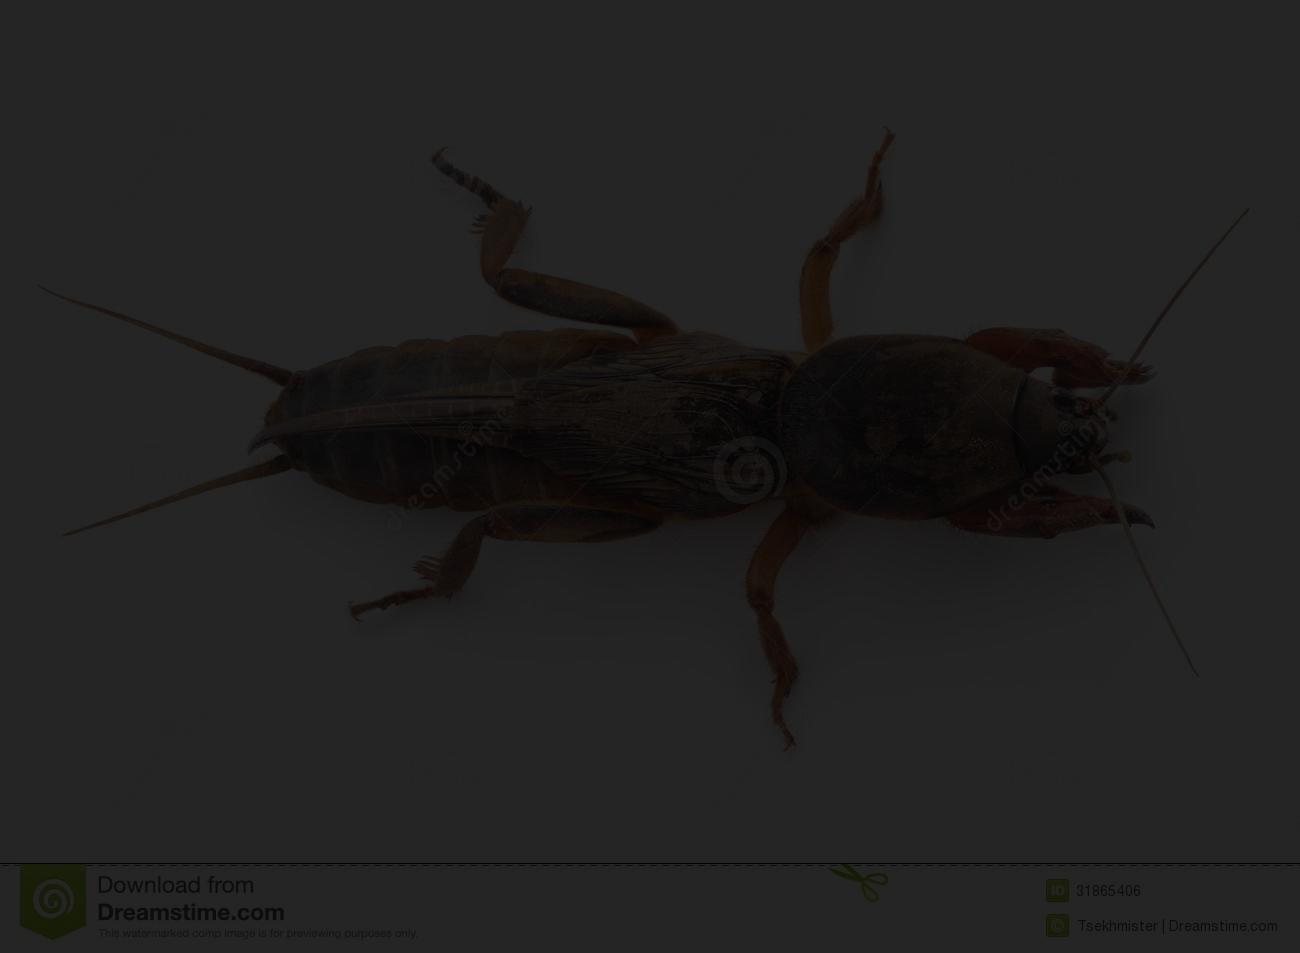 dreamstime
dreamstime
Download from
Dreamstime.com
This watermarked comp image is for previewing purposes only.
ID 31865406
Tsekhmister | Dreamstime.com